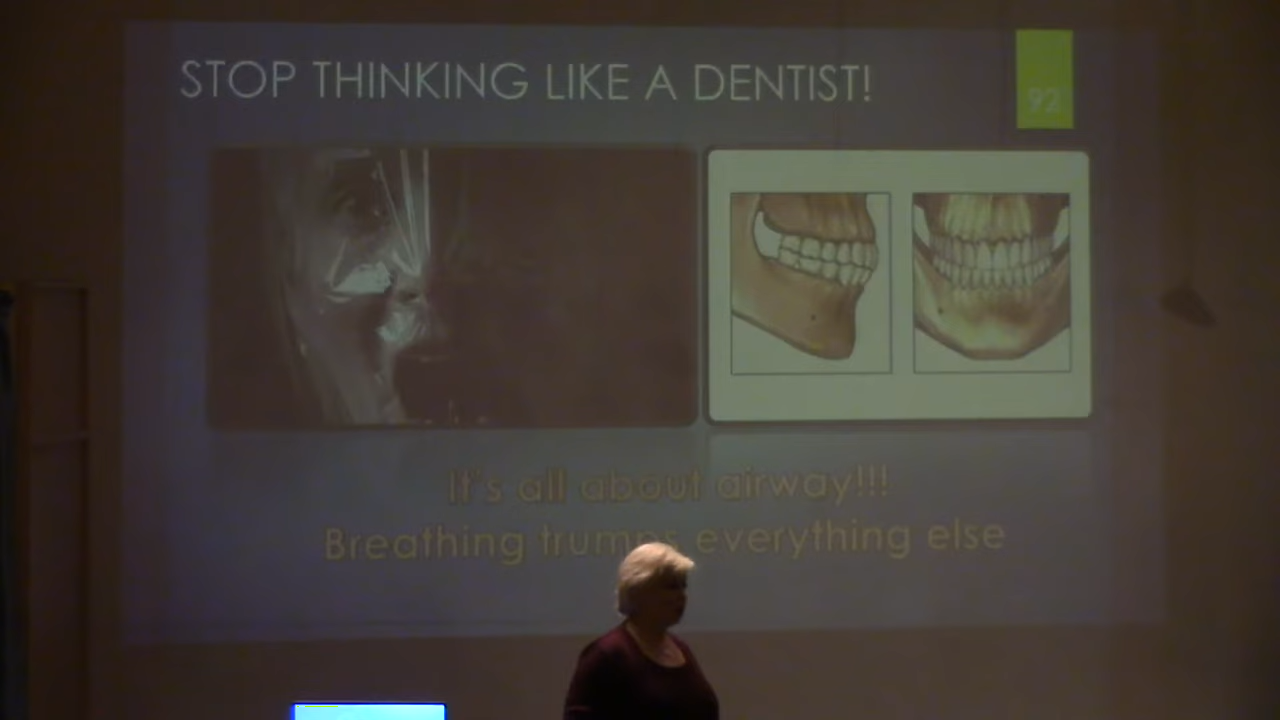 STOP THINKING LIKE A DENTIST!
92
It's all about airway!!!
Breathing trumps everything else